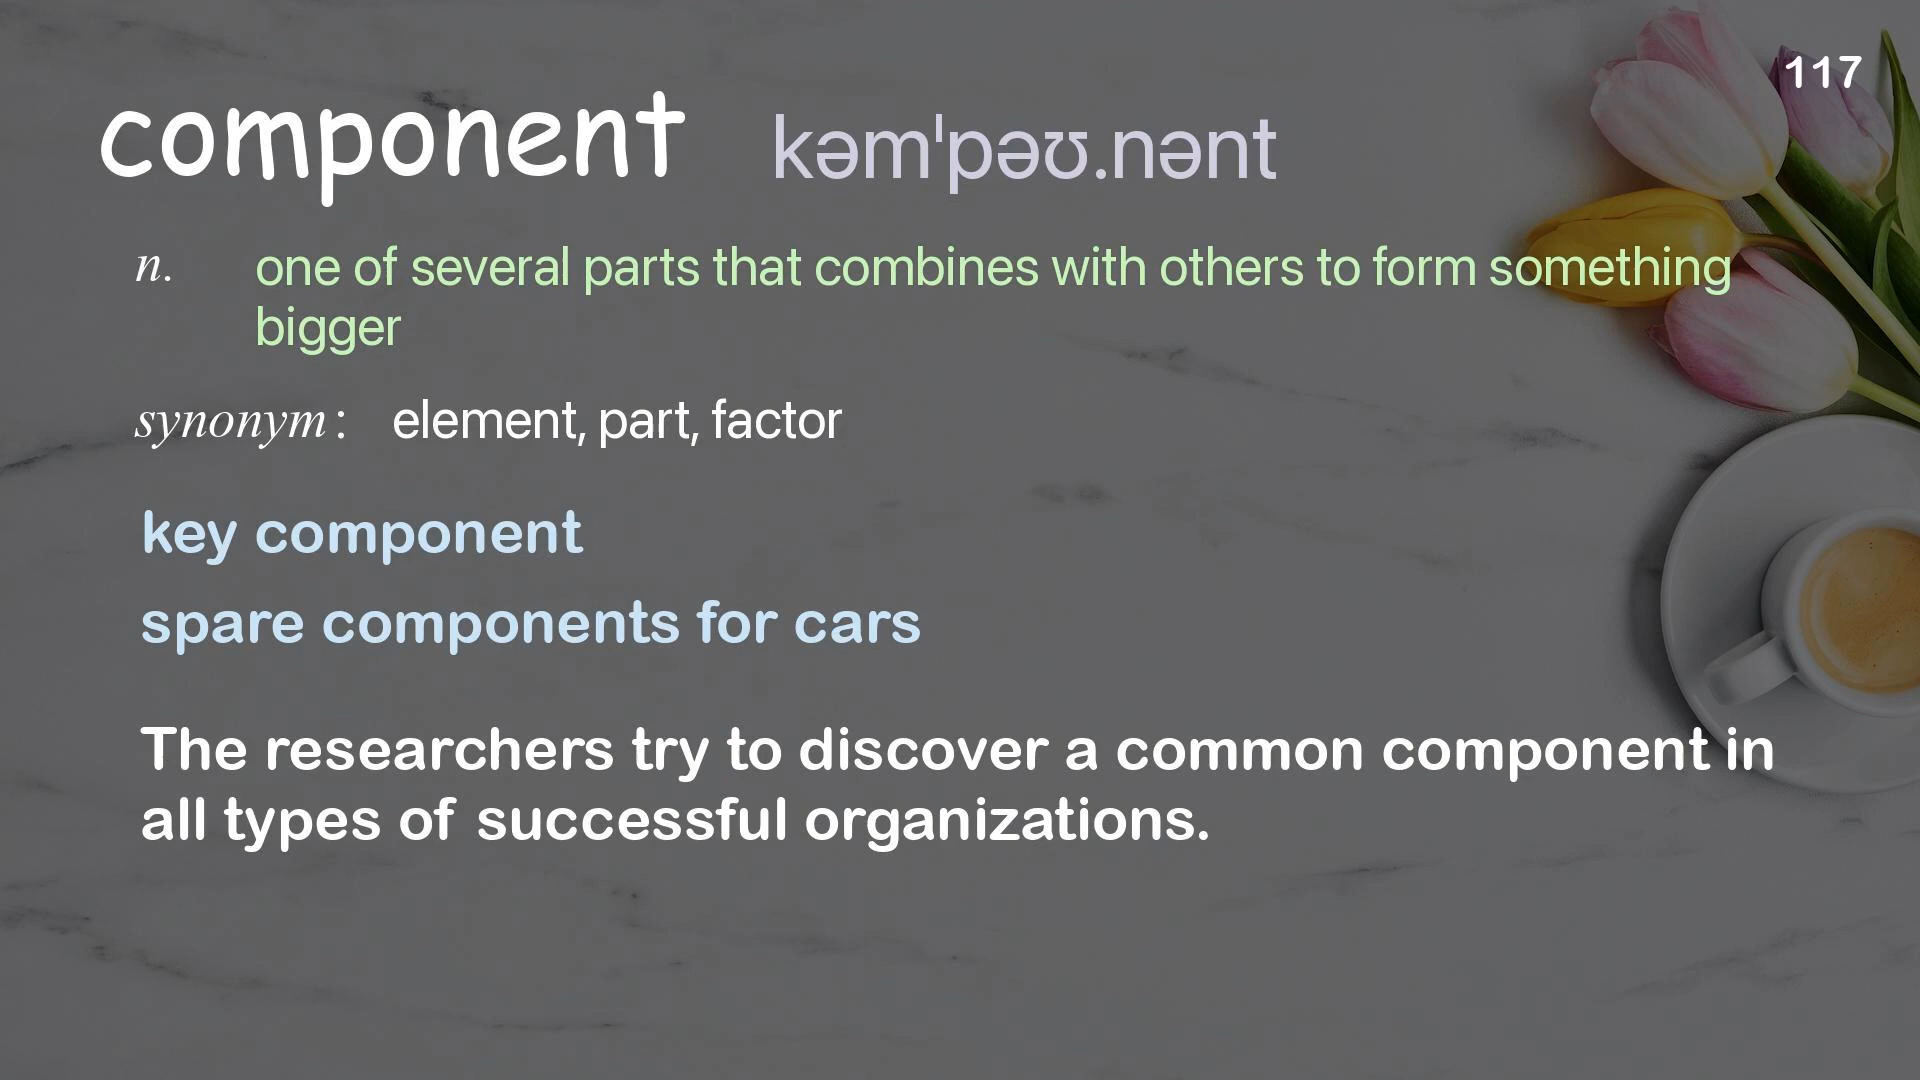 117
component kəmˈpəʊ.nənt
n. one of several parts that combines with others to form something
bigger
synonym: element, part, factor
key component
spare components for cars
The researchers try to discover a common component in
all types of successful organizations.